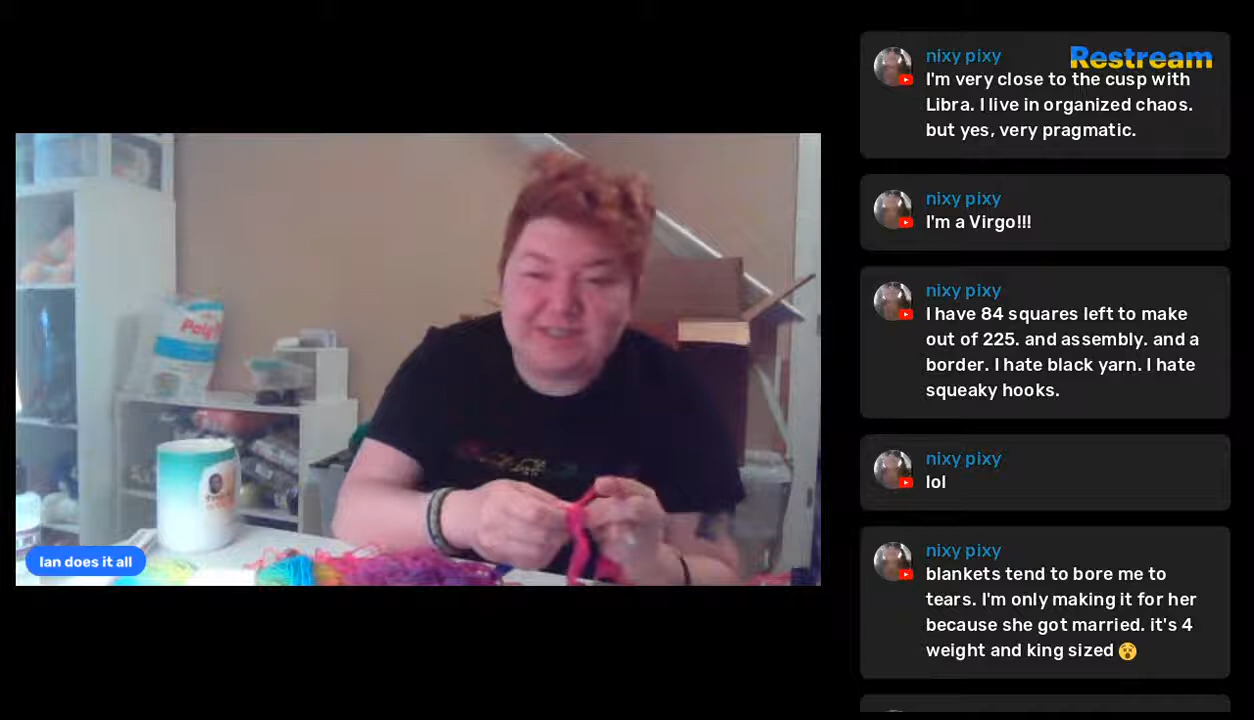 Restream
nixy pixy
I'm very close to the cusp with
Libra. I live in organized chaos.
but yes, very pragmatic.
nixy pixy
I'm a Virgo!!!
nixy pixy
I have 84 squares left to make
out of 225. and assembly. and a
border. I hate black yarn. I hate
squeaky hooks.
nixy pixy
lol
nixy pixy
blankets tend to bore me to
tears. I'm only making it for her
because she got married. it's 4
weight and king sized 😵
Poly
Ian does it all